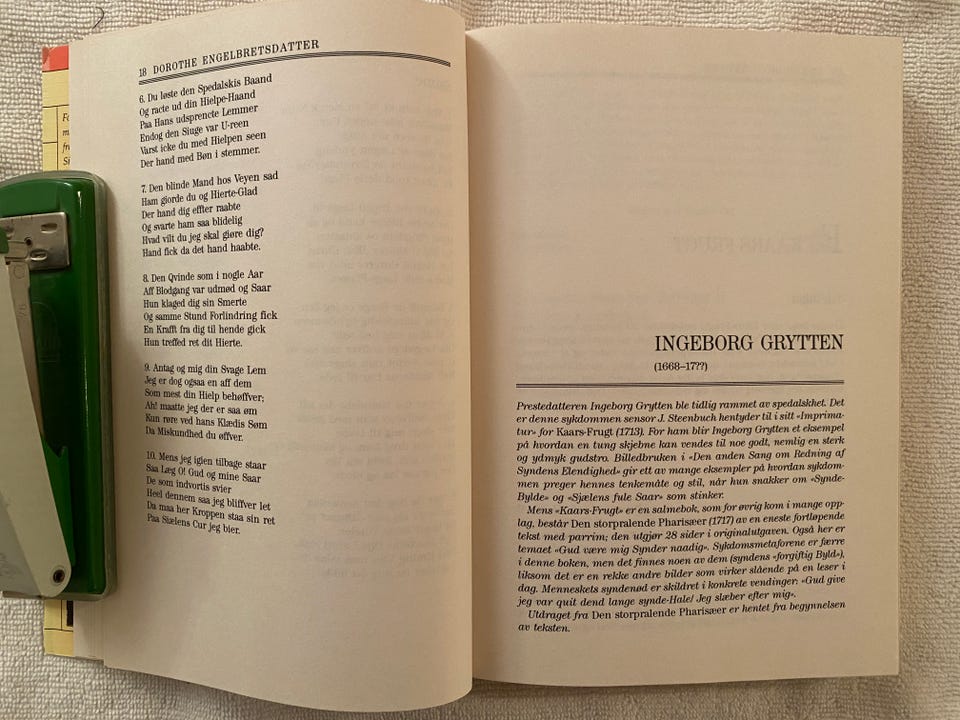 18 DOROTHE ENGELBRETSDATTER
6. Du løste den Spedalskis Baand
Og racte ud din Hielpe-Haand
Paa Hans udsprencte Lemmer
Endog den Siuge var U-reen
Varst icke du med Hielpen seen
Der hand med Bøn i stemmer.
7. Den blinde Mand hos Veyen sad
Ham giorde du og Hierte-Glad
Der hand dig effter raabte
Og svarte ham saa blidelig
Hvad vilt du jeg skal giøre dig?
Hand fick da det hand haabte.
8. Den Qvinde som i nogle Aar
Aff Blodgang var udmød og Saar
Hun klaged dig sin Smerte
Og samme Stund Forlindring fick
En Krafft fra dig til hende gick
Hun treffed ret dit Hierte.
9. Antag og mig din Svage Lem
Jeg er dog ogsaa en aff dem
Som mest din Hielp behøffver;
Ah! maatte jeg der er saa øm
Kun røre ved hans Klædis Søm
Da Miskundhed du øffver.
10. Mens jeg igien tilbage staar
Saa Læg O! Gud og mine Saar
De som indvortis svier
Heel dennem saa jeg bliffver let
Da maa her Kroppen staa sin ret
Paa Siælens Cur jeg bier.
INGEBORG GRYTTEN
(1668–17??)
Prestedatteren Ingeborg Grytten ble tidlig rammet av spedalskhet. Det
er denne sykdommen sensor J. Steenbuch hentyder til i sitt «Imprima-
tur» for Kaars-Frugt (1713). For ham blir Ingeborg Grytten et eksempel
på hvordan en tung skjebne kan vendes til noe godt, nemlig en sterk
og ydmyk gudstro. Billedbruken i «Den anden Sang om Redning af
Syndens Elendighed» gir ett av mange eksempler på hvordan sykdom-
men preger hennes tenkemåte og stil, når hun snakker om «Synde-
Bylde» og «Sjælens fule Saar» som stinker.
Mens «Kaars-Frugt» er en salmebok, som for øvrig kom i mange opp-
lag, består Den storpralende Pharisæer (1717) av en eneste fortløpende
tekst med parrim; den utgjør 28 sider i originalutgaven. Også her er
temaet «Gud være mig Synder naadig». Sykdomsmetaforene er færre
i denne boken, men det finnes noen av dem (syndens «forgiftig Byld»),
liksom det er en rekke andre bilder som virker slående på en leser i
dag. Menneskets syndenød er skildret i konkrete vendinger: «Gud give
jeg var quit dend lange synde-Hale/ Jeg slæber efter mig».
Utdraget fra Den storpralende Pharisæer er hentet fra begynnelsen
av teksten.